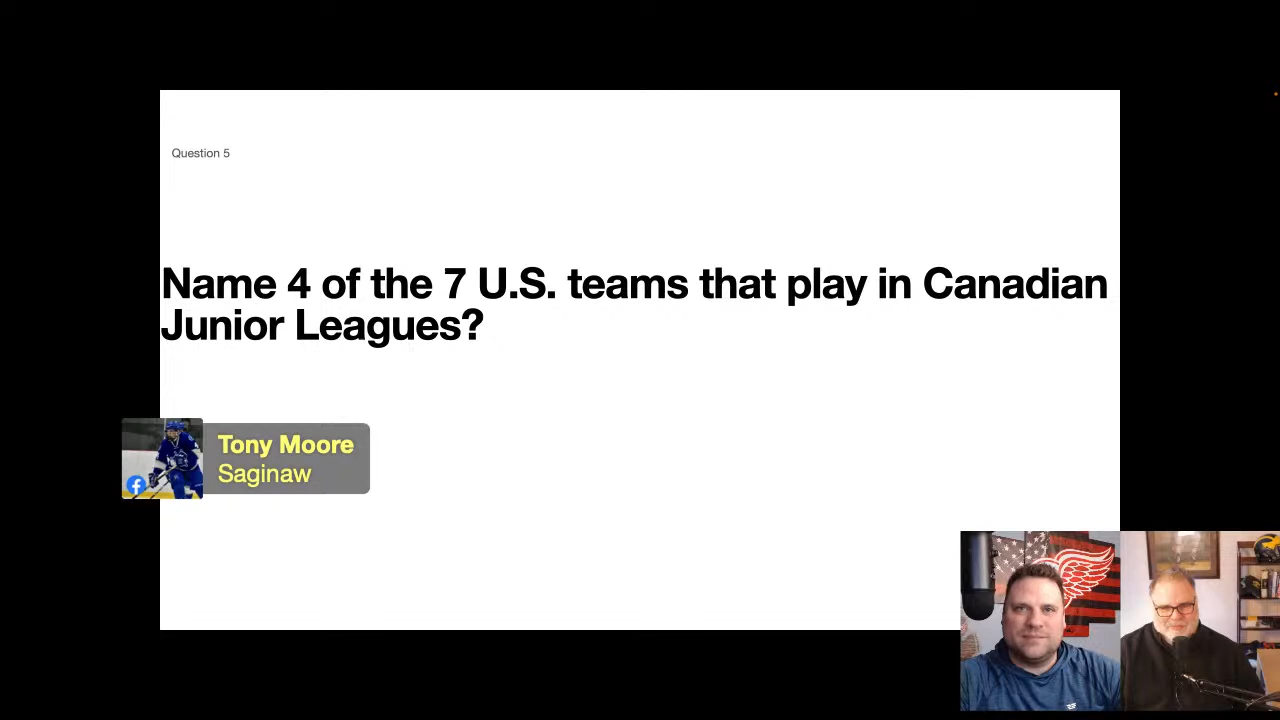 Question 5
Name 4 of the 7 U.S. teams that play in Canadian
Junior Leagues?
Tony Moore
Saginaw